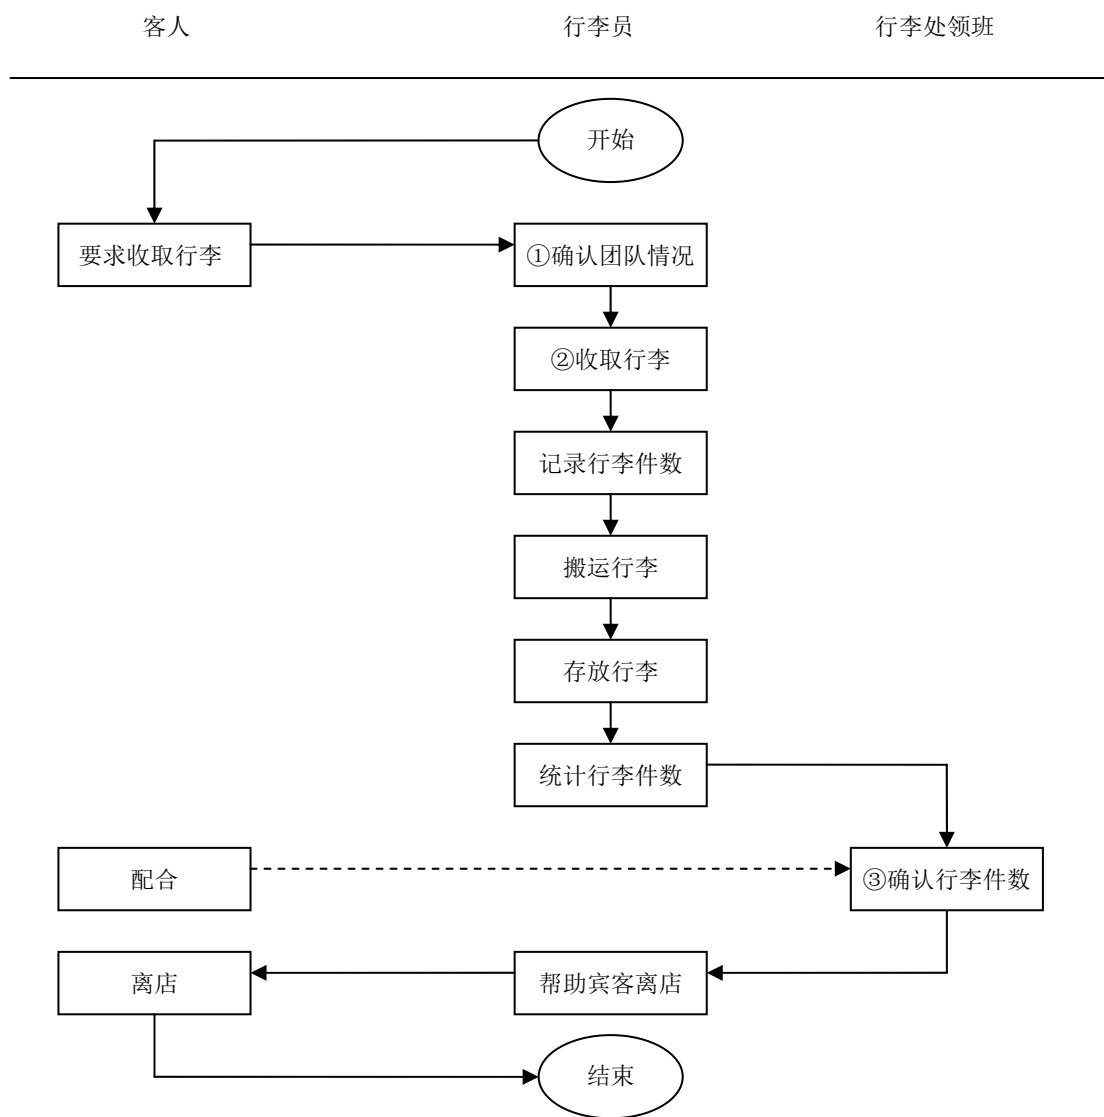 客人
行李员
行李处领班
开始
要求收取行李
①确认团队情况
②收取行李
记录行李件数
搬运行李
存放行李
统计行李件数
配合
③确认行李件数
离店
帮助宾客离店
结束